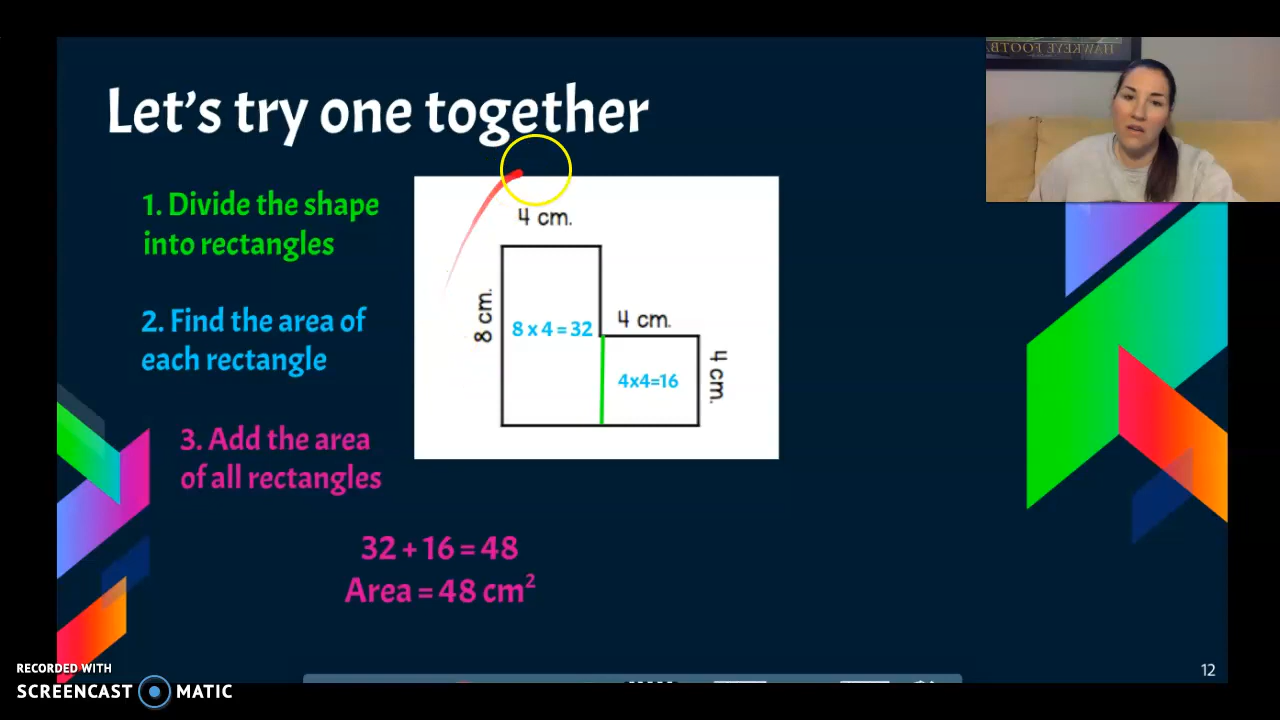 HAWKEYE FOOTB
Let's try one together
1. Divide the shape
into rectangles
2. Find the area of
each rectangle
3. Add the area
of all rectangles
4 cm.
8 cm.
8 x 4 = 32
4 cm.
4x4=16
4 cm.
32 + 16 = 48
Area = 48 cm²
12
RECORDED WITH
SCREENCAST MATIC